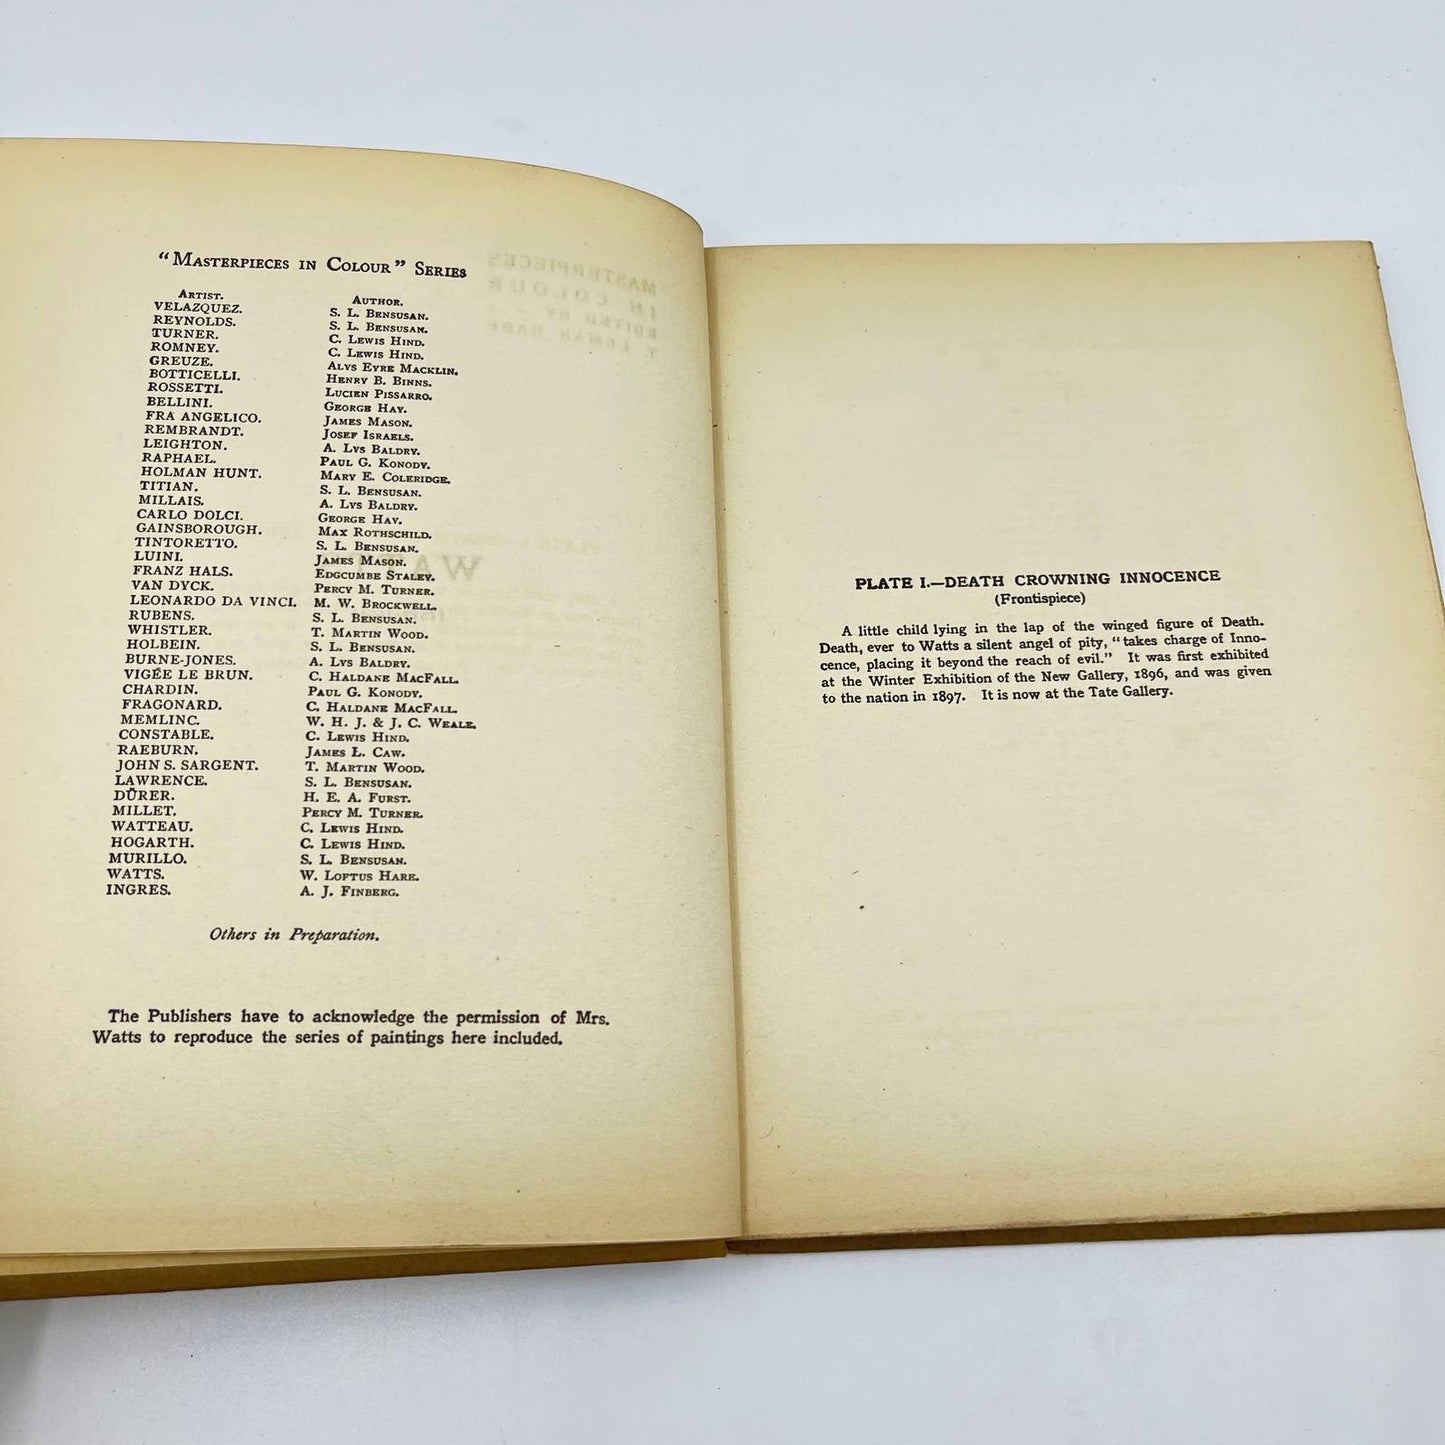 “Masterpieces in Colour” Series
Artist. Author.
VELAZQUEZ. S. L. Bensusan.
REYNOLDS. S. L. Bensusan.
TURNER. C. Lewis Hind.
ROMNEY. C. Lewis Hind.
GREUZE. Alys Eyre Macklin.
BOTTICELLI. Henry B. Binns.
ROSSETTI. Lucien Pissarro.
BELLINI. George Hay.
FRA ANGELICO. James Mason.
REMBRANDT. Josef Israels.
LEIGHTON. A. Lys Baldry.
RAPHAEL. Paul G. Konody.
HOLMAN HUNT. Mary E. Coleridge.
TITIAN. S. L. Bensusan.
MILLAIS. A. Lys Baldry.
CARLO DOLCI. George Hay.
GAINSBOROUGH. Max Rothschild.
TINTORETTO. S. L. Bensusan.
LUINI. James Mason.
FRANZ HALS. Edgcumbe Staley.
VAN DYCK. Percy M. Turner.
LEONARDO DA VINCI. M. W. Brockwell.
RUBENS. S. L. Bensusan.
WHISTLER. T. Martin Wood.
HOLBEIN. S. L. Bensusan.
BURNE-JONES. A. Lys Baldry.
VIGÉE LE BRUN. C. Haldane MacFall.
CHARDIN. Paul G. Konody.
FRAGONARD. C. Haldane MacFall.
MEMLINC. W. H. J. & J. C. Weale.
CONSTABLE. C. Lewis Hind.
RAEBURN. James L. Caw.
JOHN S. SARGENT. T. Martin Wood.
LAWRENCE. S. L. Bensusan.
DÜRER. H. E. A. Furst.
MILLET. Percy M. Turner.
WATTEAU. C. Lewis Hind.
HOGARTH. C. Lewis Hind.
MURILLO. S. L. Bensusan.
WATTS. W. Loftus Hare.
INGRES. A. J. Finberg.
Others in Preparation.
The Publishers have to acknowledge the permission of Mrs.
Watts to reproduce the series of paintings here included.
PLATE I.—DEATH CROWNING INNOCENCE
(Frontispiece)
A little child lying in the lap of the winged figure of Death.
Death, ever to Watts a silent angel of pity, “takes charge of Inno-
cence, placing it beyond the reach of evil.” It was first exhibited
at the Winter Exhibition of the New Gallery, 1896, and was given
to the nation in 1897. It is now at the Tate Gallery.